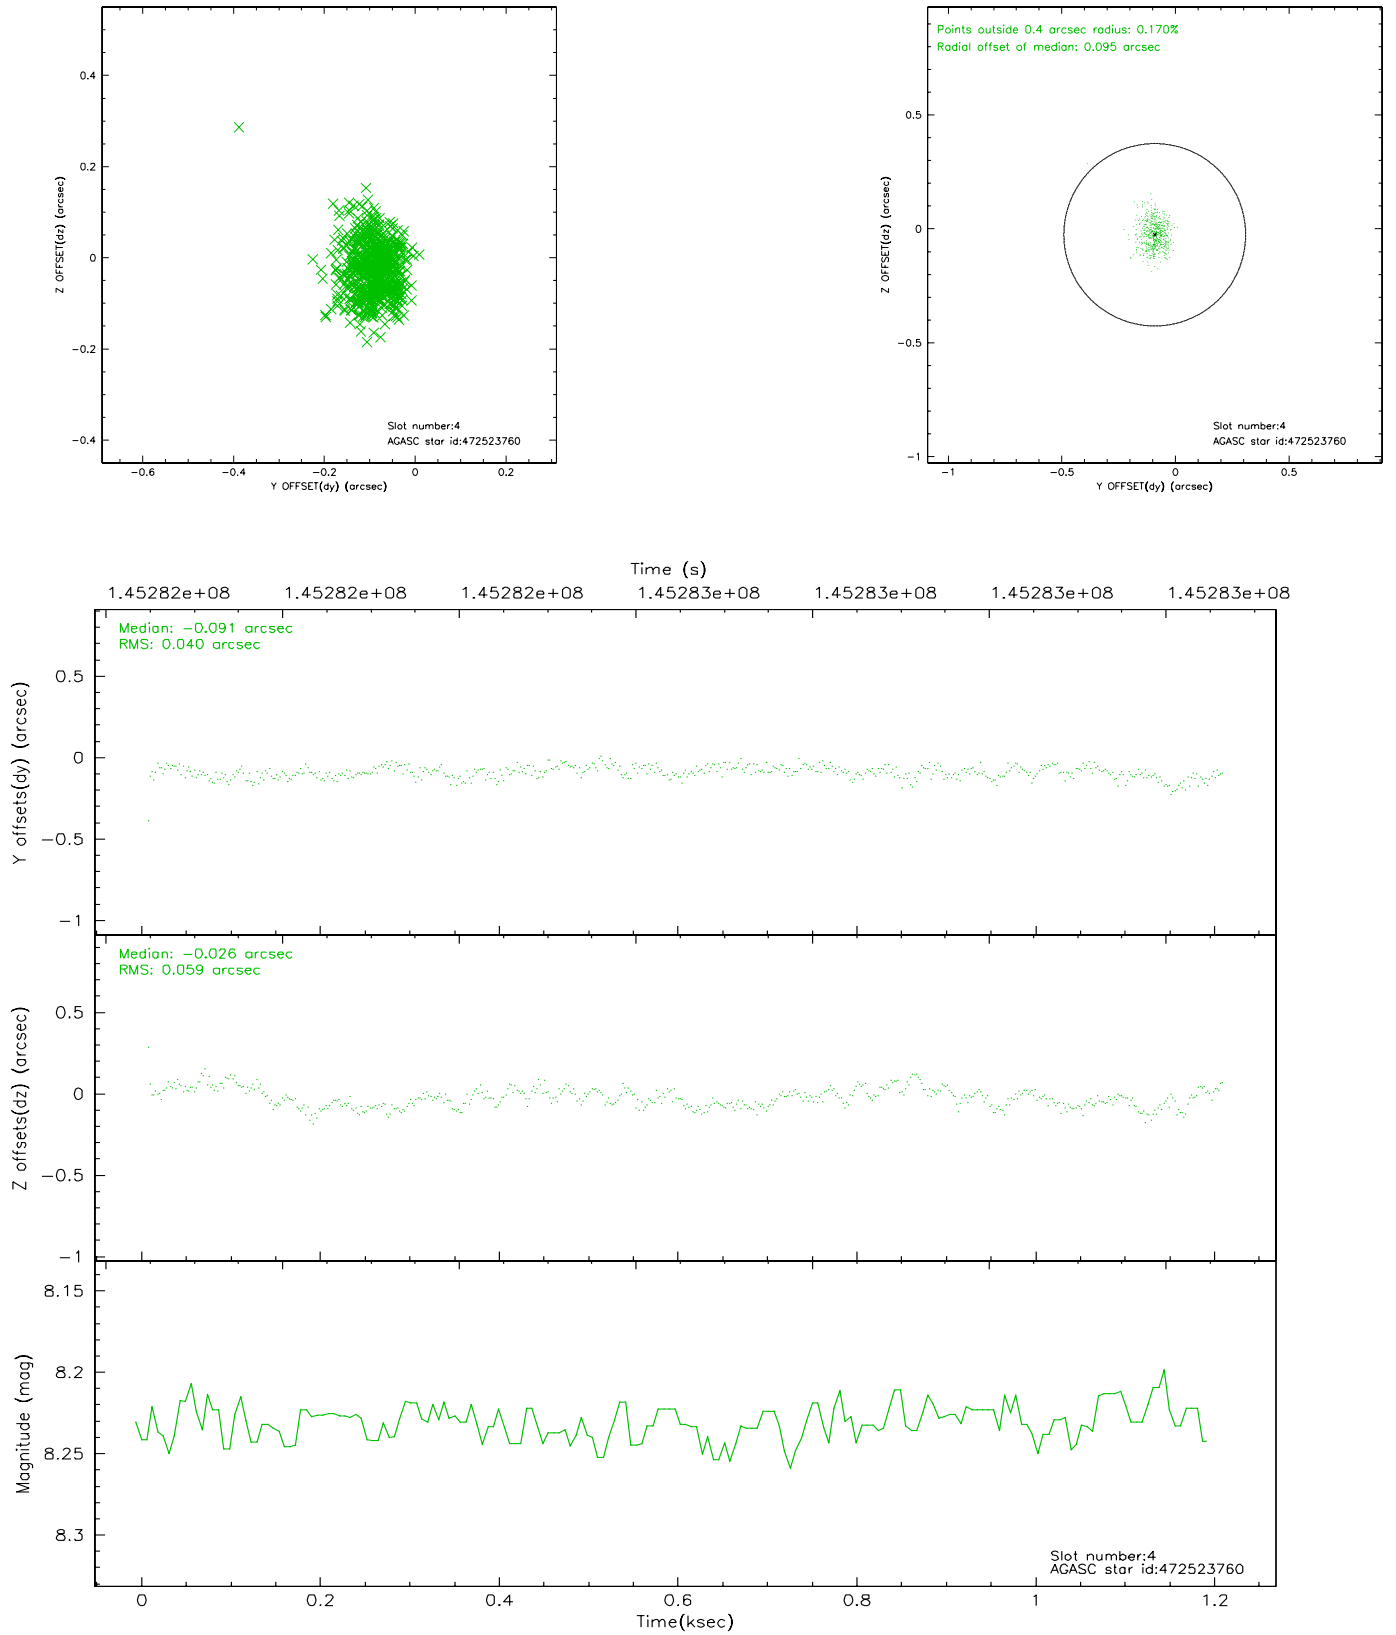 0.4
0.2
0
−0.2
−0.4
Z OFFSET(dz) (arcsec)
Slot number:4
AGASC star id:472523760
−0.6 −0.4 −0.2 0 0.2
Y OFFSET(dy) (arcsec)
Points outside 0.4 arcsec radius: 0.170%
Radial offset of median: 0.095 arcsec
0.5
0
−0.5
−1
Z OFFSET(dz) (arcsec)
Slot number:4
AGASC star id:472523760
−1 −0.5 0 0.5
Y OFFSET(dy) (arcsec)
Time (s)
1.45282e+08 1.45282e+08 1.45282e+08 1.45283e+08 1.45283e+08 1.45283e+08 1.45283e+08
Median: −0.091 arcsec
RMS: 0.040 arcsec
0.5
0
−0.5
−1
Y offsets(dy) (arcsec)
Median: −0.026 arcsec
RMS: 0.059 arcsec
0.5
0
−0.5
−1
Z offsets(dz) (arcsec)
8.15
8.2
8.25
8.3
Magnitude (mag)
Slot number:4
AGASC star id:472523760
0 0.2 0.4 0.6 0.8 1 1.2
Time(ksec)